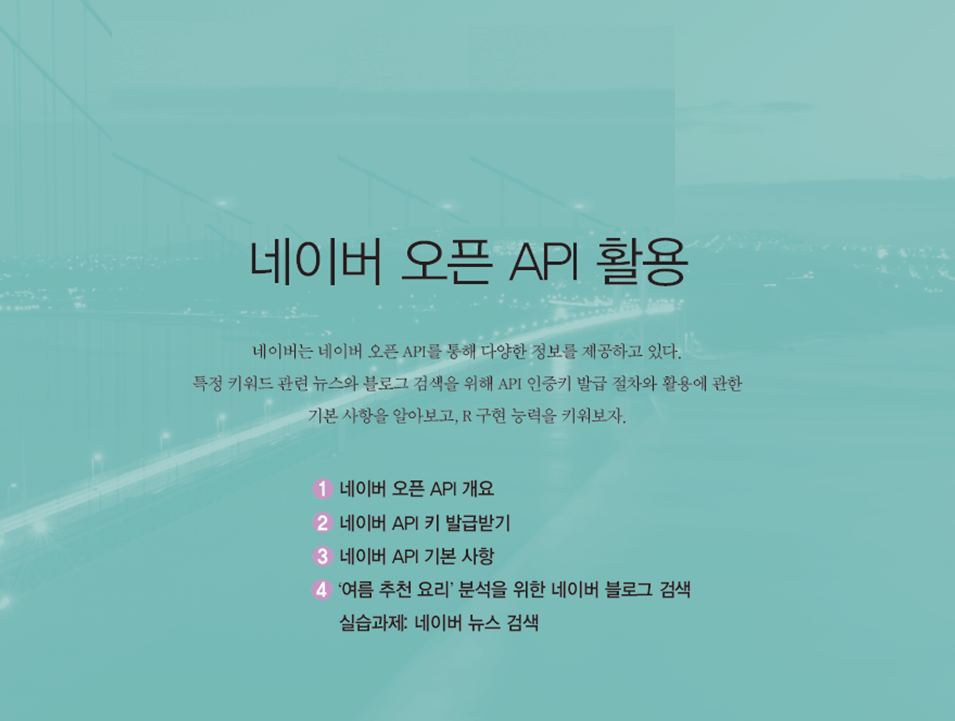 네이버 오픈 API 활용
네이버는 네이버 오픈 API를 통해 다양한 정보를 제공하고 있다.
특정 키워드 관련 뉴스와 블로그 검색을 위해 API 인증키 발급 절차와 활용에 관한
기본 사항을 알아보고, R 구현 능력을 키워보자.
1 네이버 오픈 API 개요
2 네이버 API 키 발급받기
3 네이버 API 기본 사항
4 ‘여름 추천 요리’ 분석을 위한 네이버 블로그 검색
실습과제: 네이버 뉴스 검색